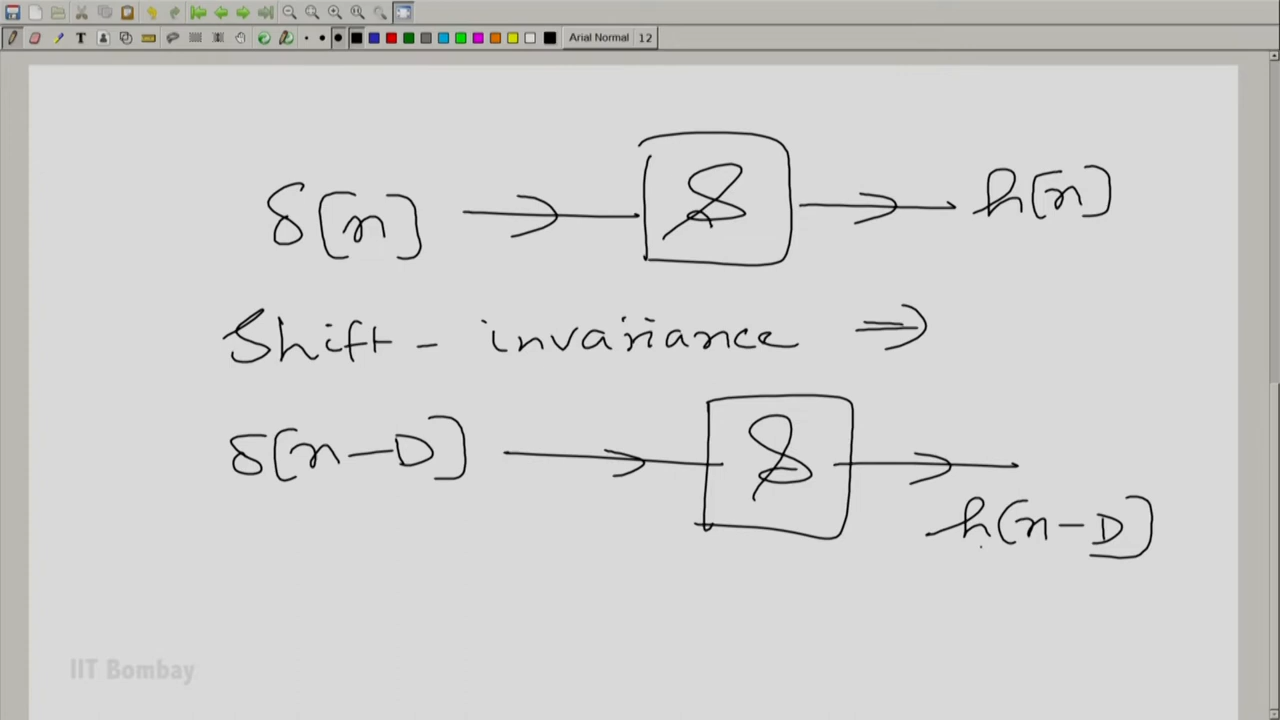 Arial Normal 12
δ[n] → S → h[n]
Shift - invariance ⇒
δ[n-D] → S →
h[n-D]
IIT Bombay